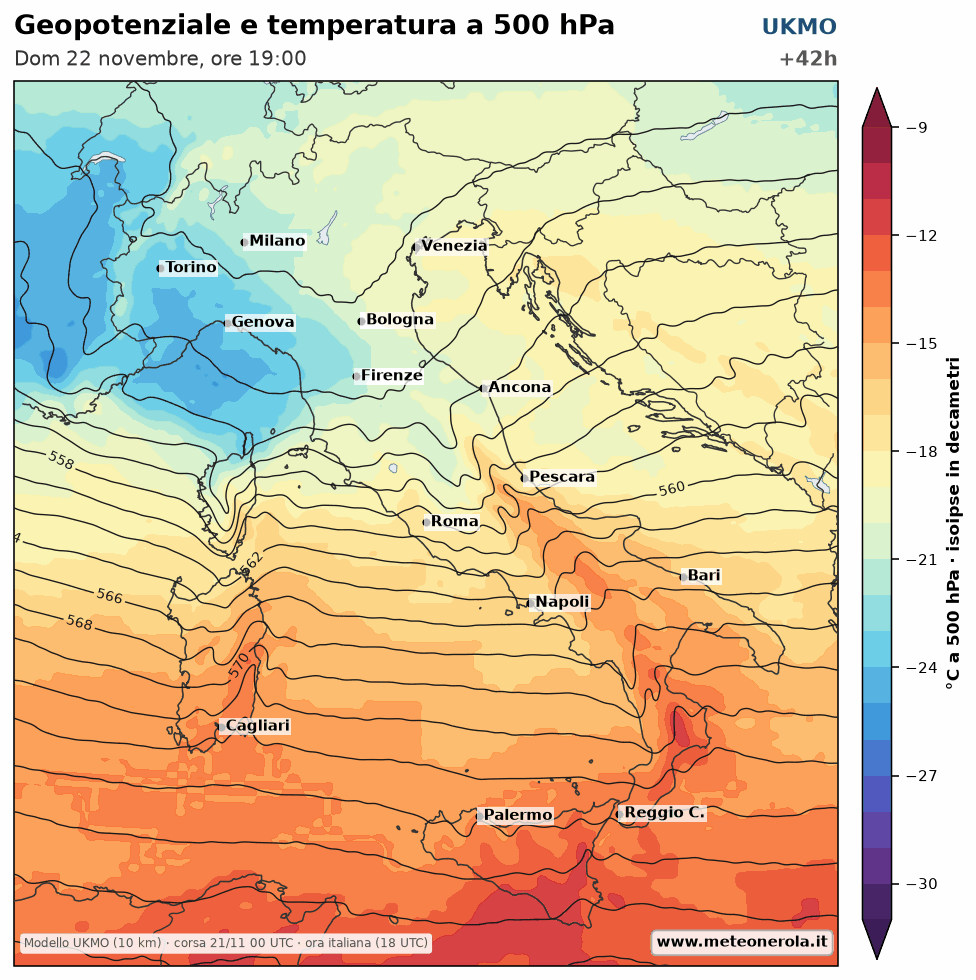 Geopotenziale e temperatura a 500 hPa
UKMO
Dom 22 novembre, ore 19:00
+42h
−9
−12
−15
−18
−21
−24
−27
−30
°C a 500 hPa · isoipse in decametri
Milano
Venezia
Torino
Genova
Bologna
Firenze
Ancona
558
Pescara
560
Roma
4
562
Bari
566
Napoli
568
570
Cagliari
Palermo
Reggio C.
Modello UKMO (10 km) · corsa 21/11 00 UTC · ora italiana (18 UTC)
www.meteonerola.it